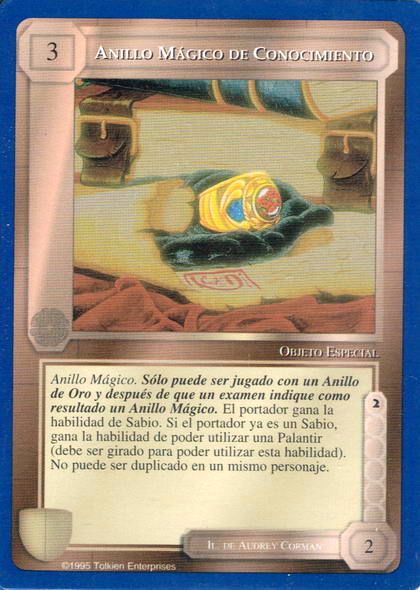 3
ANILLO MÁGICO DE CONOCIMIENTO
OBJETO ESPECIAL
Anillo Mágico. Sólo puede ser jugado con un Anillo
de Oro y después de que un examen indique como
resultado un Anillo Mágico. El portador gana la
habilidad de Sabio. Si el portador ya es un Sabio,
gana la habilidad de poder utilizar una Palantir
(debe ser girado para poder utilizar esta habilidad).
No puede ser duplicado en un mismo personaje.
2
IL. DE AUDREY CORMAN
2
©1995 Tolkien Enterprises